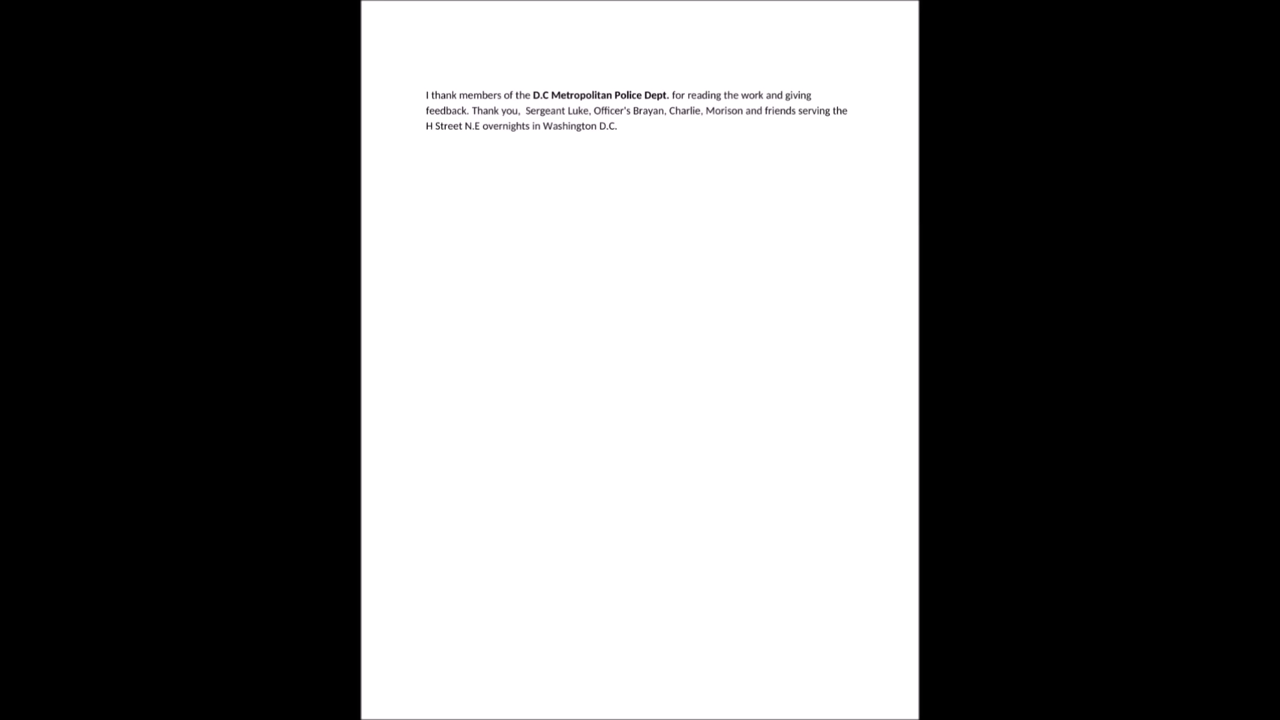 I thank members of the D.C Metropolitan Police Dept. for reading the work and giving
feedback. Thank you,  Sergeant Luke, Officer's Brayan, Charlie, Morison and friends serving the
H Street N.E overnights in Washington D.C.